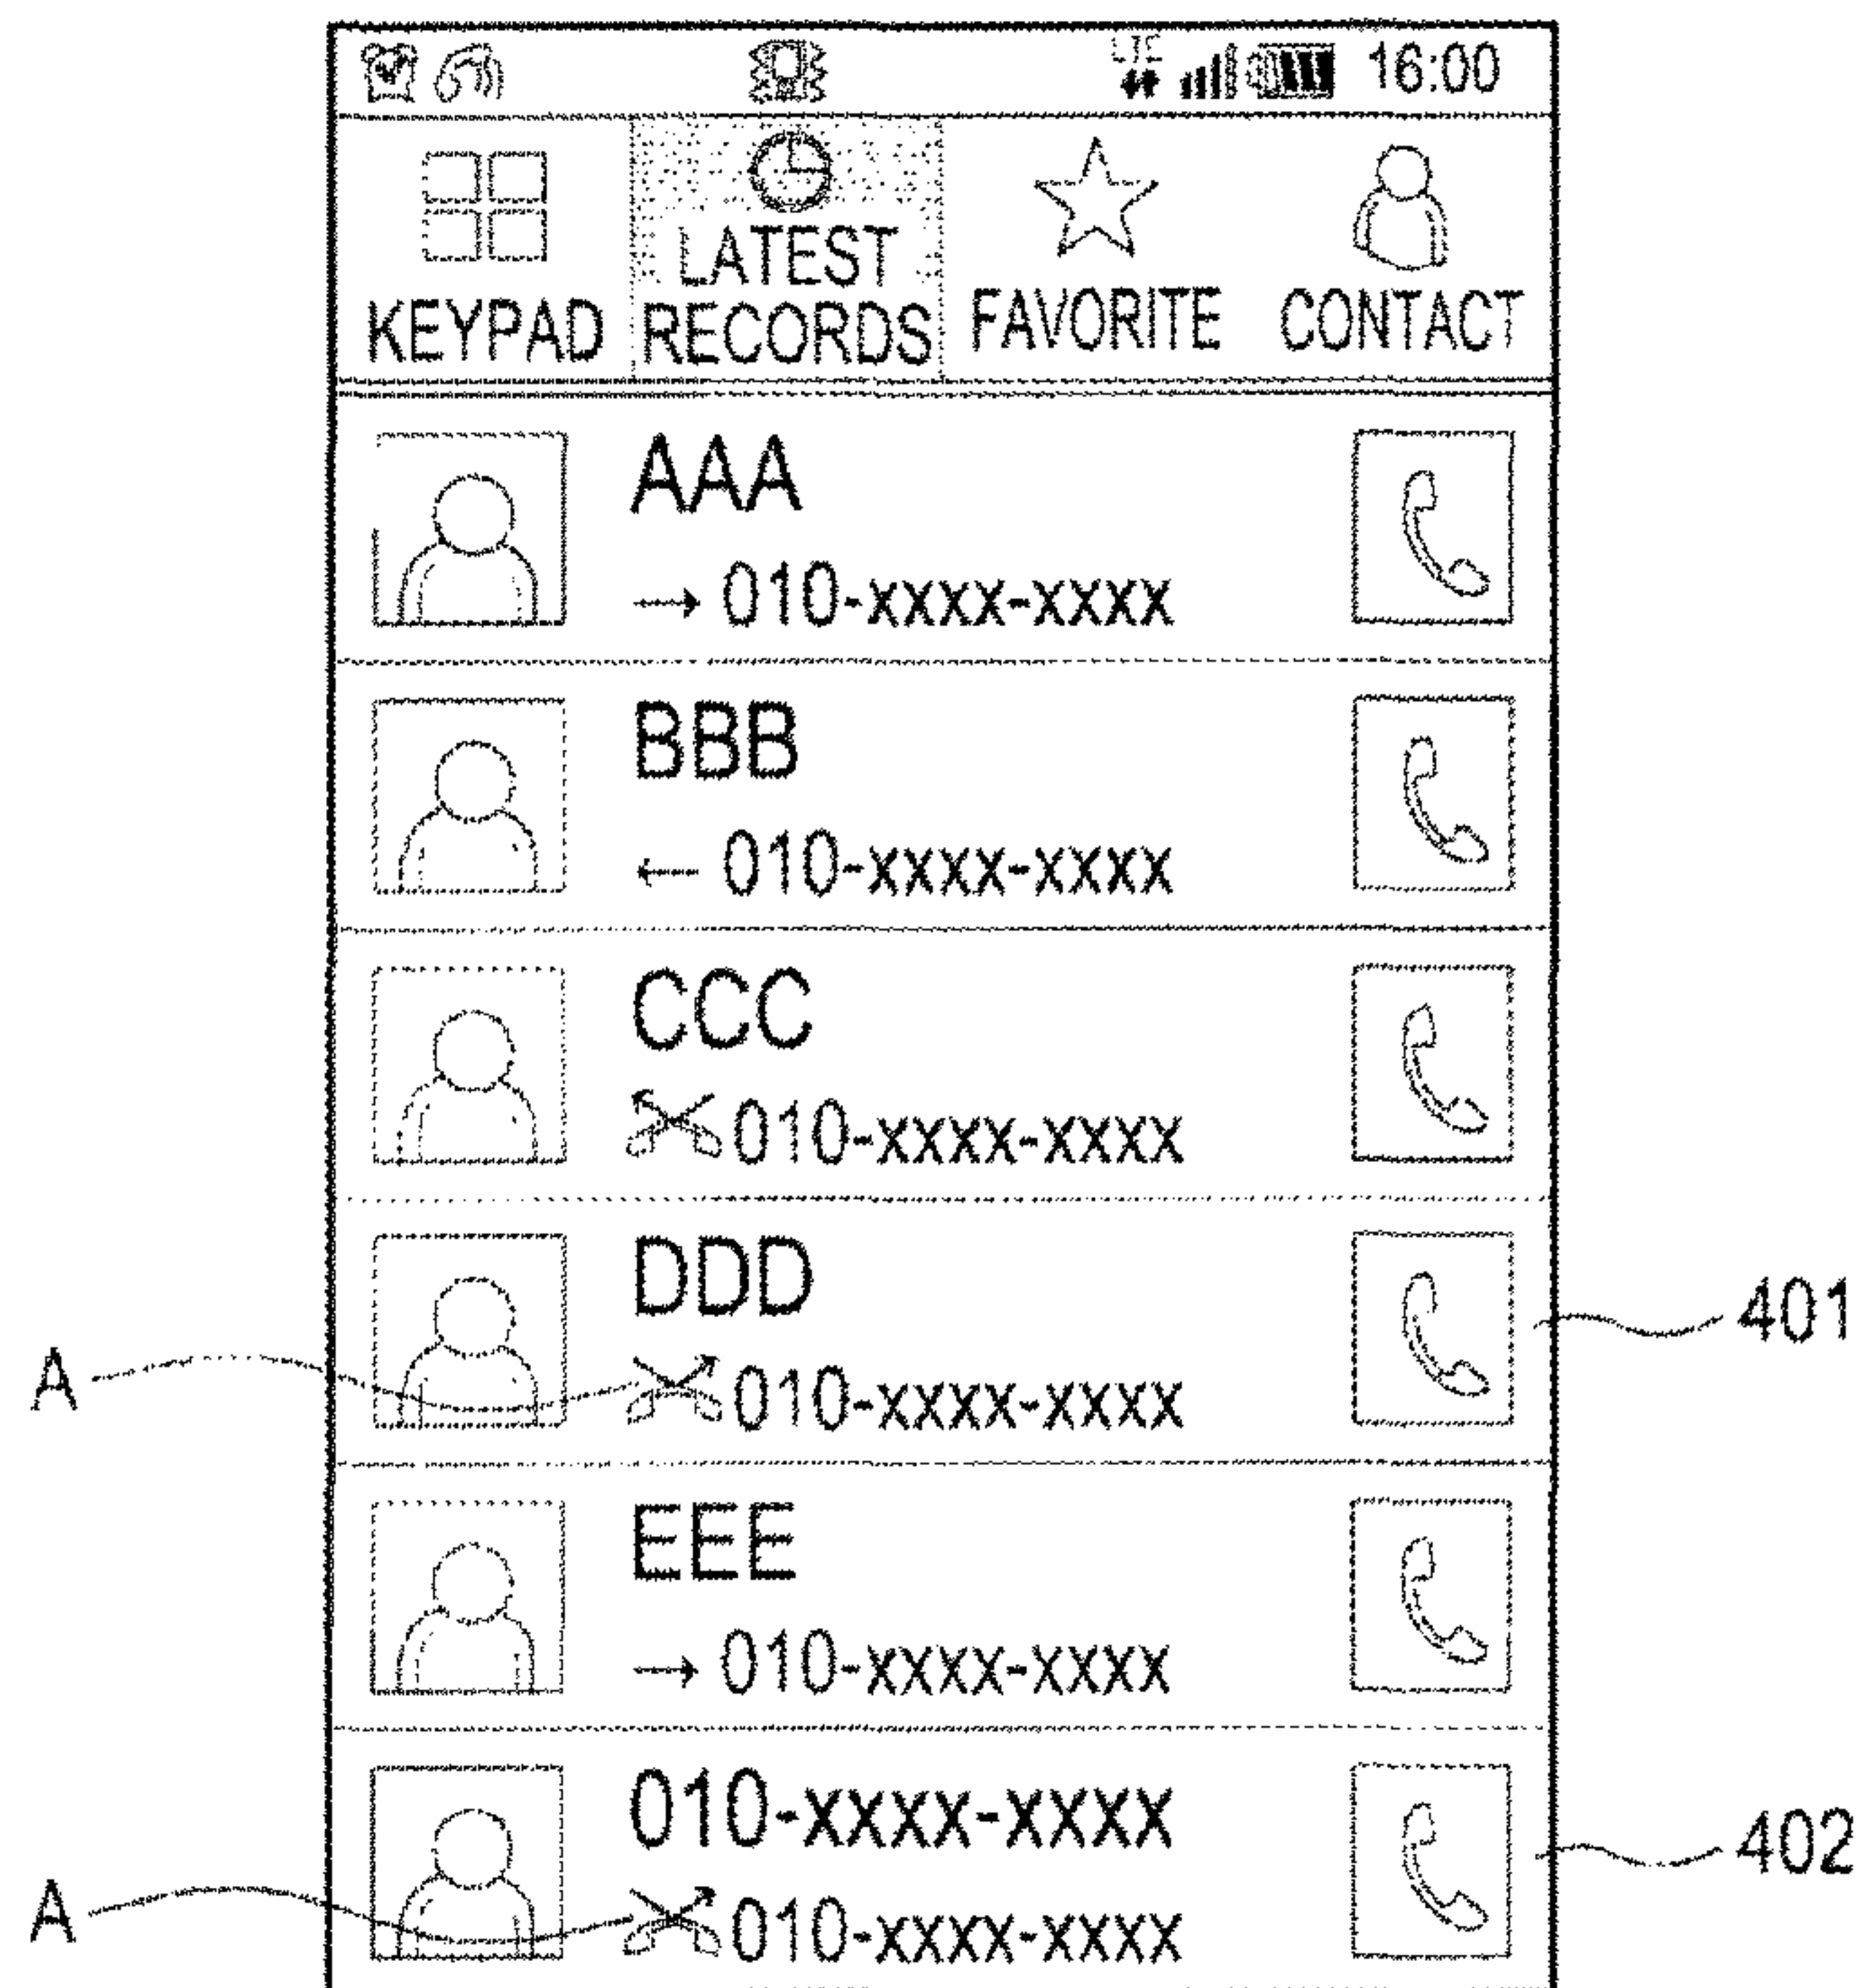 LTE 16:00
KEYPAD LATEST RECORDS FAVORITE CONTACT
AAA
→ 010-xxxx-xxxx
BBB
← 010-xxxx-xxxx
CCC
010-xxxx-xxxx
DDD
401
A
010-xxxx-xxxx
EEE
→ 010-xxxx-xxxx
010-xxxx-xxxx
402
A
010-xxxx-xxxx